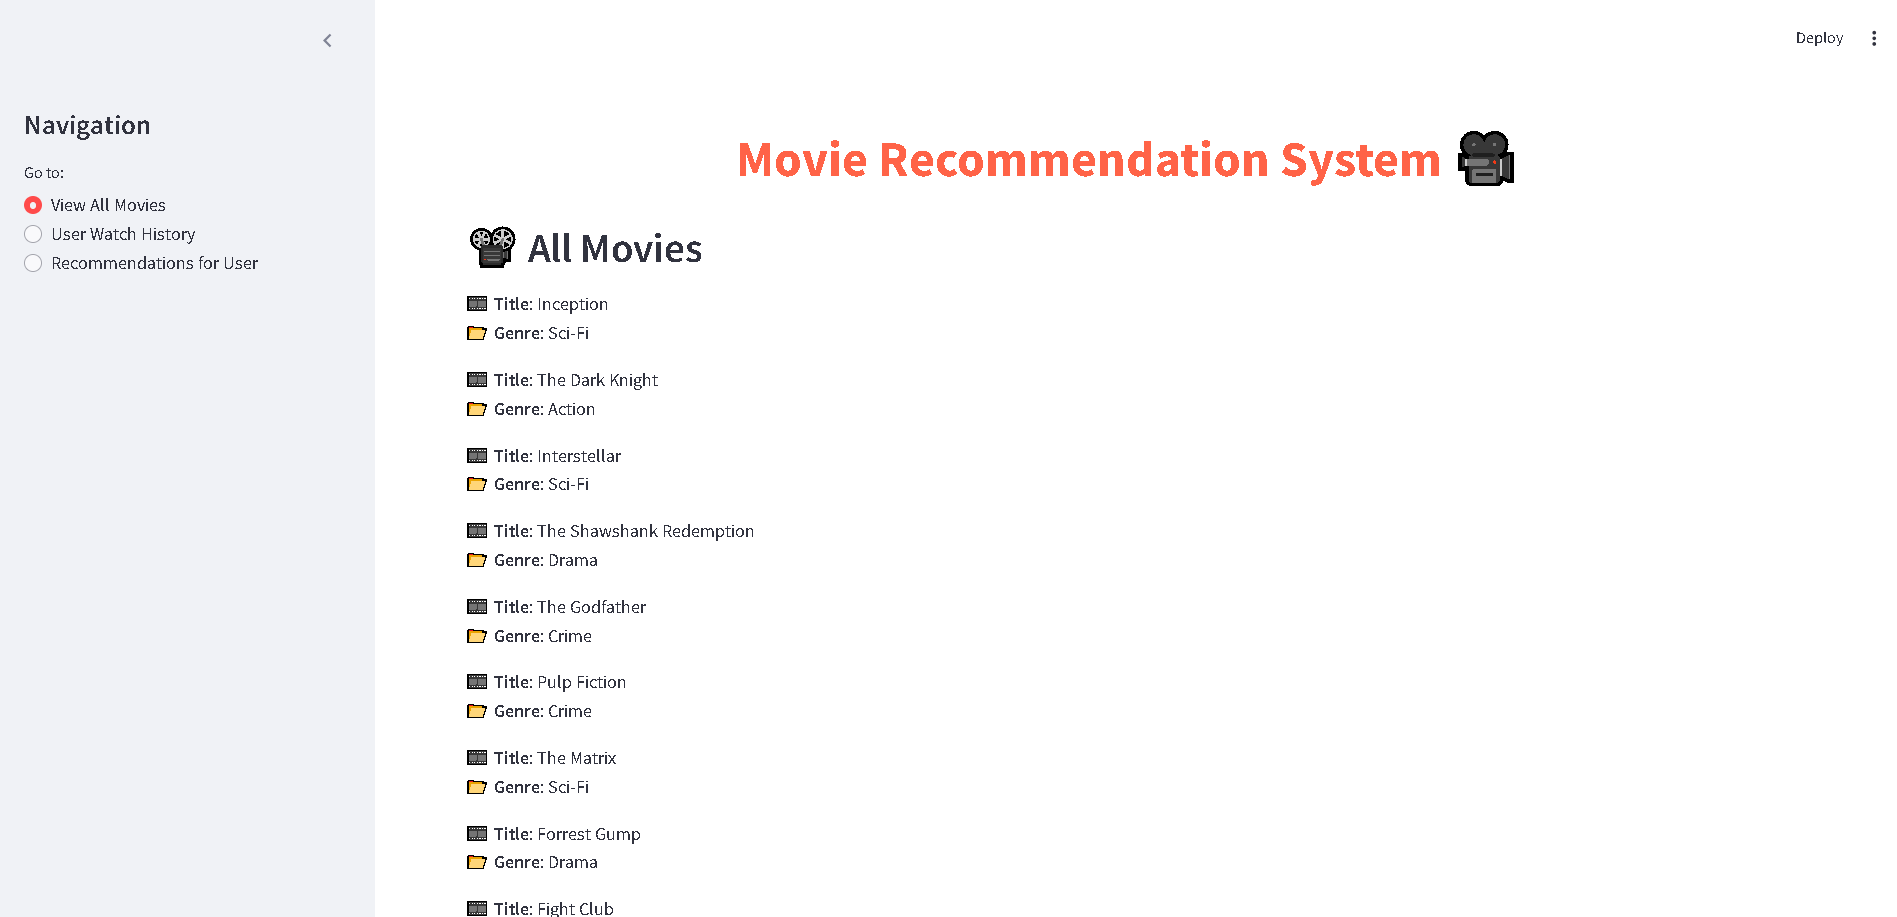 Deploy
Navigation
Go to:
View All Movies
User Watch History
Recommendations for User
Movie Recommendation System
All Movies
Title: Inception
Genre: Sci-Fi
Title: The Dark Knight
Genre: Action
Title: Interstellar
Genre: Sci-Fi
Title: The Shawshank Redemption
Genre: Drama
Title: The Godfather
Genre: Crime
Title: Pulp Fiction
Genre: Crime
Title: The Matrix
Genre: Sci-Fi
Title: Forrest Gump
Genre: Drama
Title: Fight Club